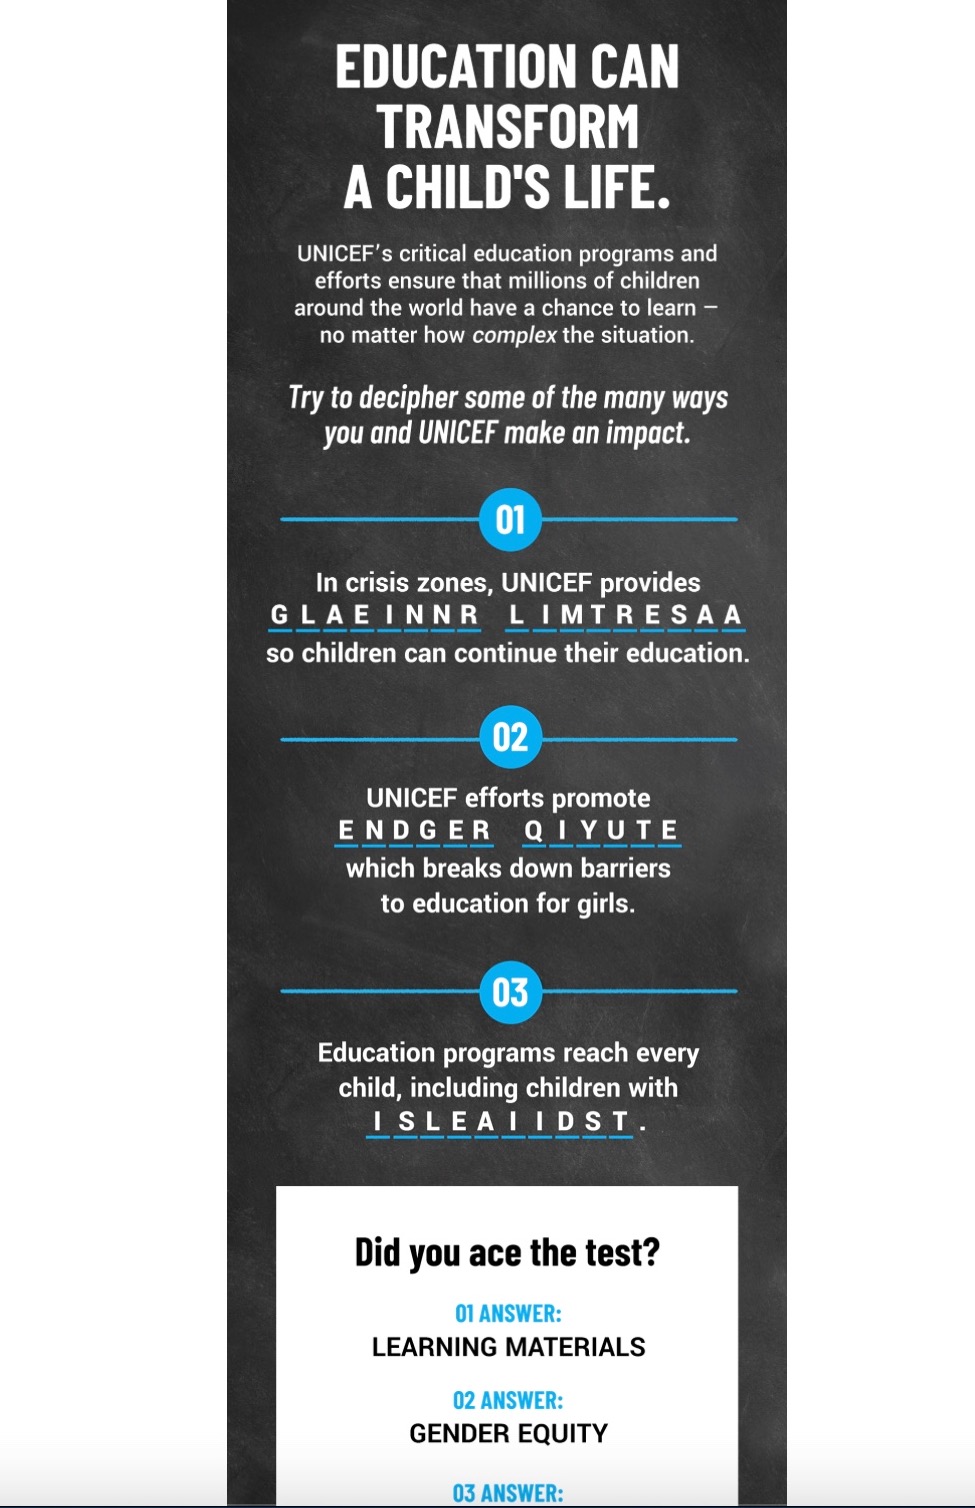 EDUCATION CAN
TRANSFORM
A CHILD'S LIFE.
UNICEF’s critical education programs and
efforts ensure that millions of children
around the world have a chance to learn –
no matter how complex the situation.
Try to decipher some of the many ways
you and UNICEF make an impact.
01
In crisis zones, UNICEF provides
G L A E I N N R L I M T R E S A A
so children can continue their education.
02
UNICEF efforts promote
E N D G E R Q I Y U T E
which breaks down barriers
to education for girls.
03
Education programs reach every
child, including children with
I S L E A I I D S T .
Did you ace the test?
01 ANSWER:
LEARNING MATERIALS
02 ANSWER:
GENDER EQUITY
03 ANSWER: